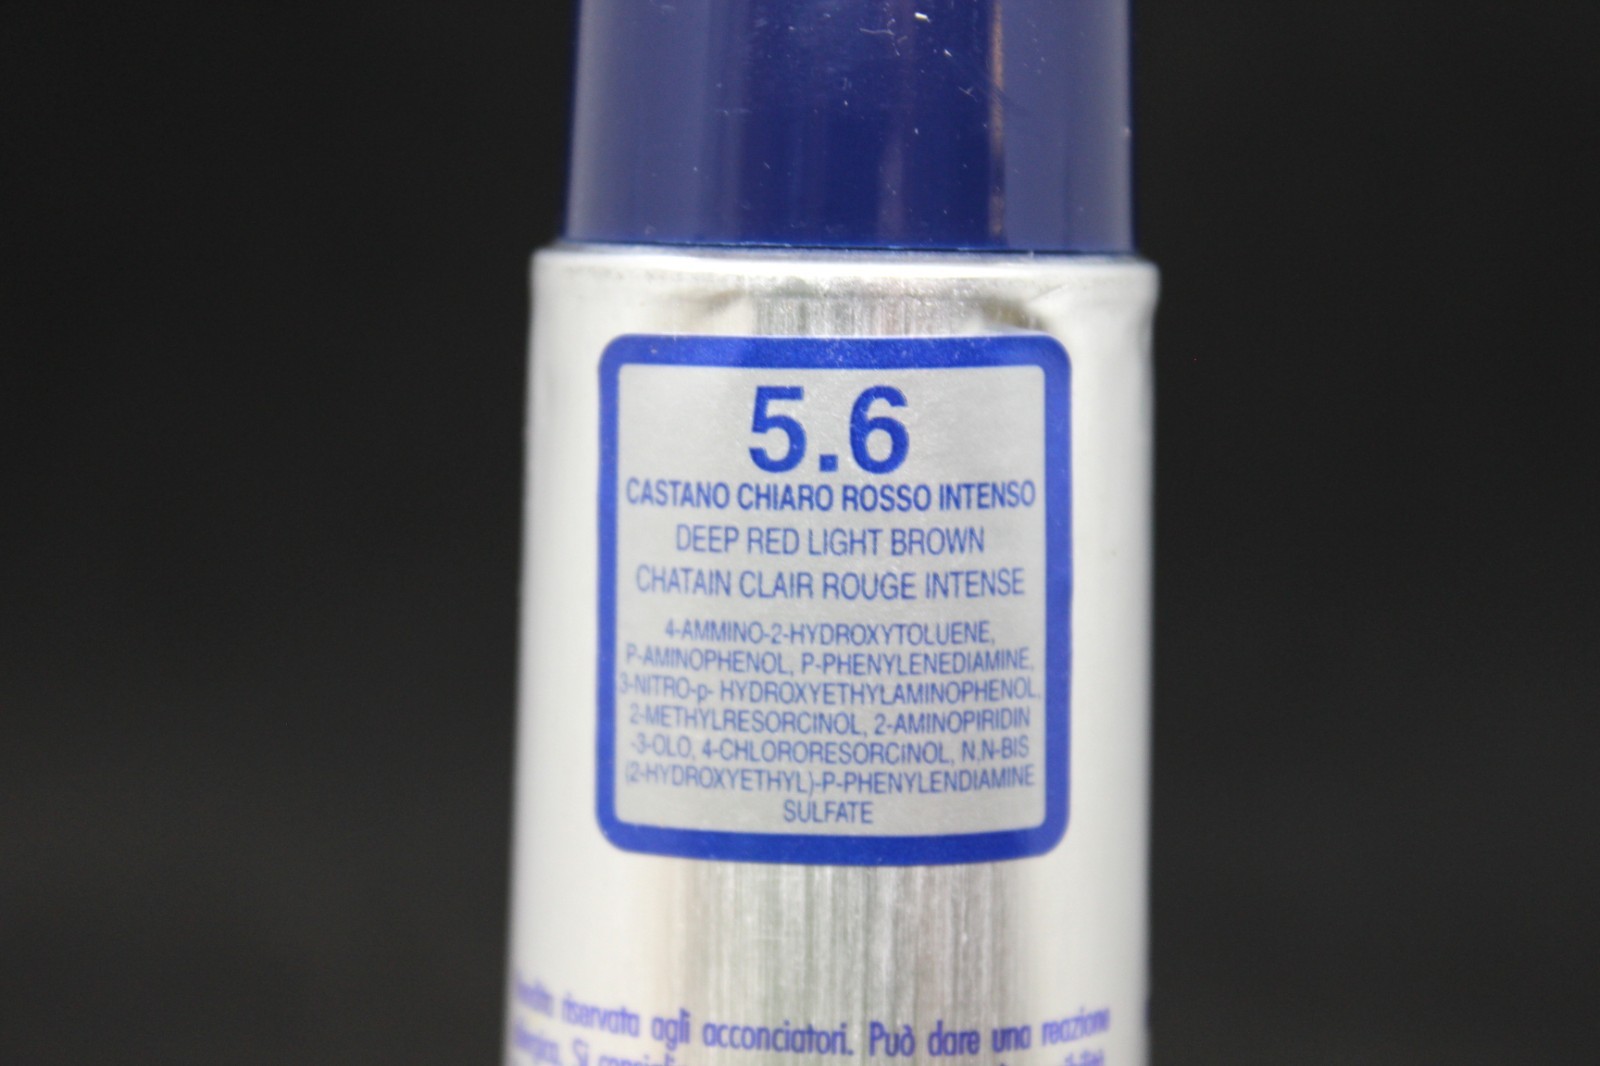 5.6
CASTANO CHIARO ROSSO INTENSO
DEEP RED LIGHT BROWN
CHATAIN CLAIR ROUGE INTENSE
4-AMMINO-2-HYDROXYTOLUENE,
P-AMINOPHENOL, P-PHENYLENEDIAMINE,
3-NITRO-p- HYDROXYETHYLAMINOPHENOL,
2-METHYLRESORCINOL, 2-AMINOPIRIDIN
-3-OLO, 4-CHLORORESORCINOL, N,N-BIS
(2-HYDROXYETHYL)-P-PHENYLENDIAMINE
SULFATE
riservata agli acconciatori. Può dare una reazione
Si